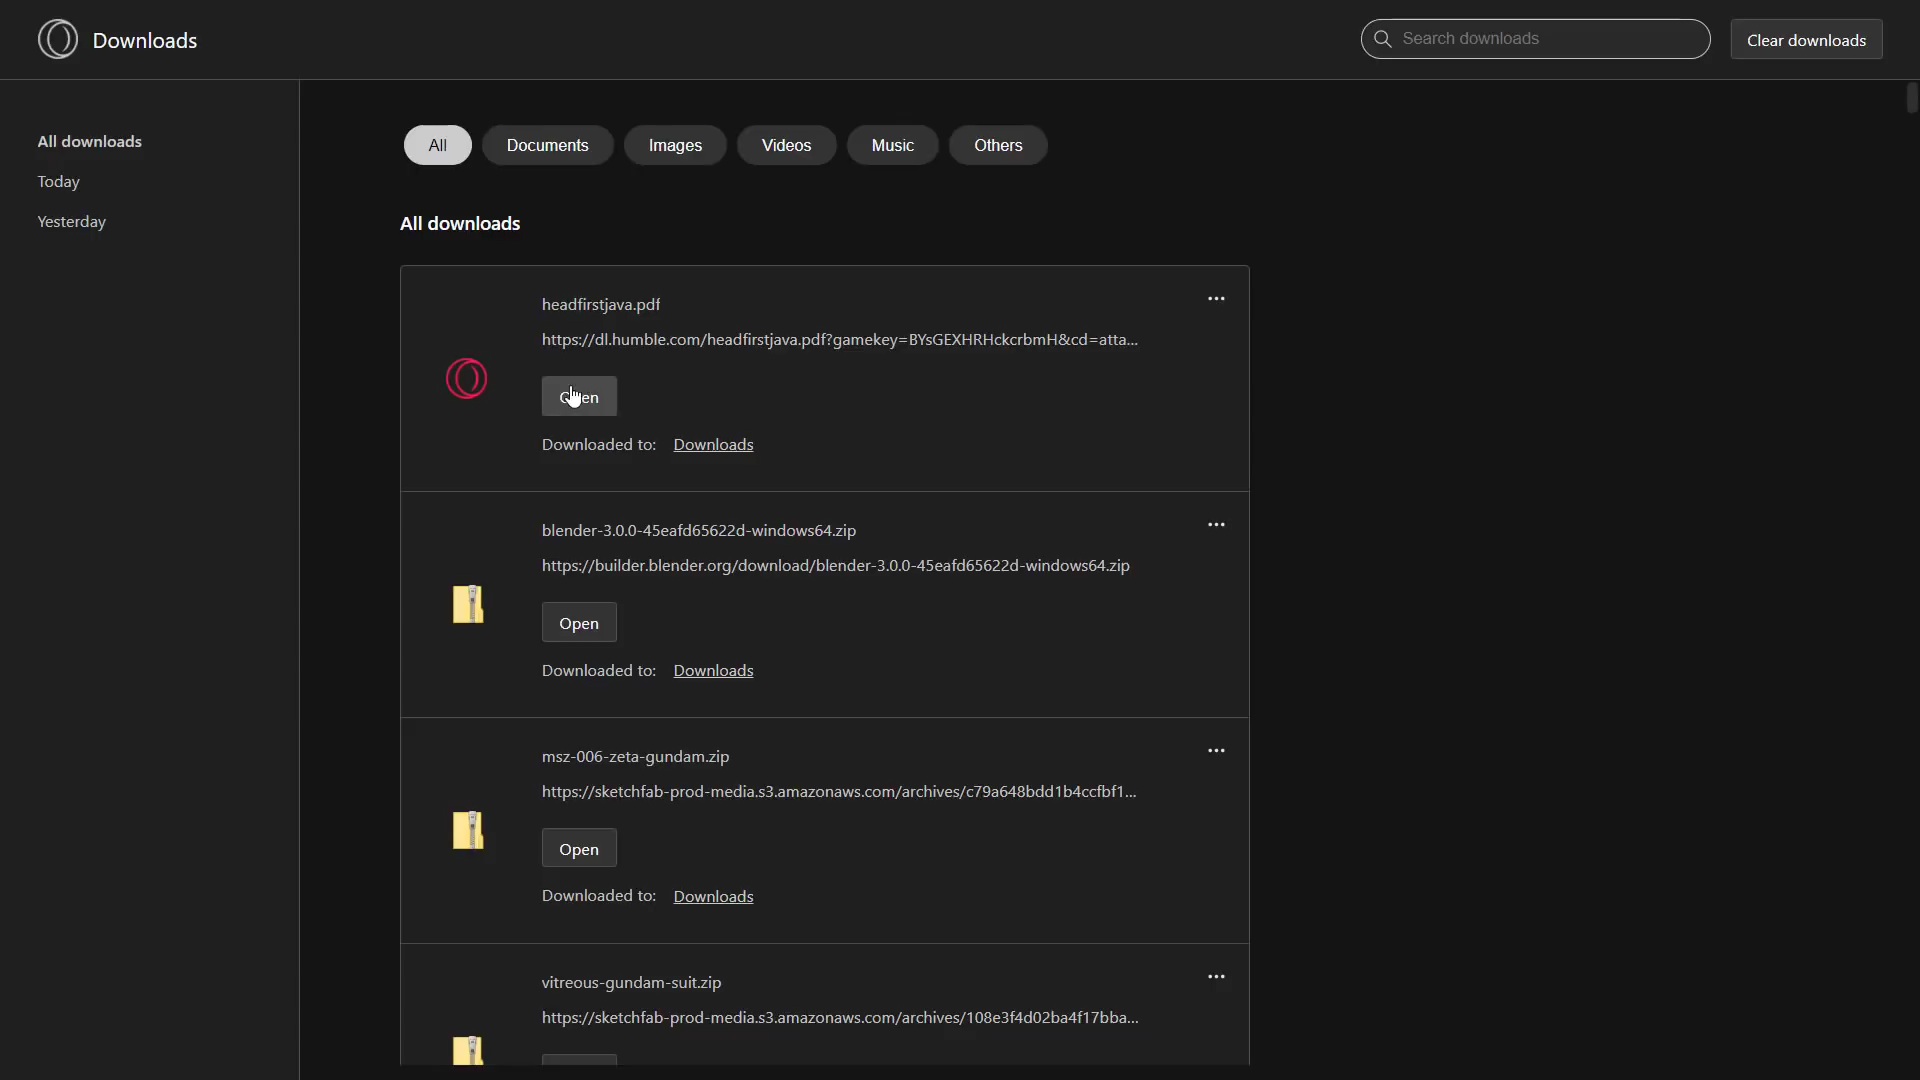 Downloads
Search downloads
Clear downloads
All downloads
Today
Yesterday
All
Documents
Images
Videos
Music
Others
All downloads
headfirstjava.pdf
https://dl.humble.com/headfirstjava.pdf?gamekey=BYsGEXHRHckcrbmH&cd=atta...
Downloaded to: Downloads
blender-3.0.0-45eafd65622d-windows64.zip
https://builder.blender.org/download/blender-3.0.0-45eafd65622d-windows64.zip
Open
Downloaded to: Downloads
msz-006-zeta-gundam.zip
https://sketchfab-prod-media.s3.amazonaws.com/archives/c79a648bdd1b4ccfbf1...
Open
Downloaded to: Downloads
vitreous-gundam-suit.zip
https://sketchfab-prod-media.s3.amazonaws.com/archives/108e3f4d02ba4f17bba...